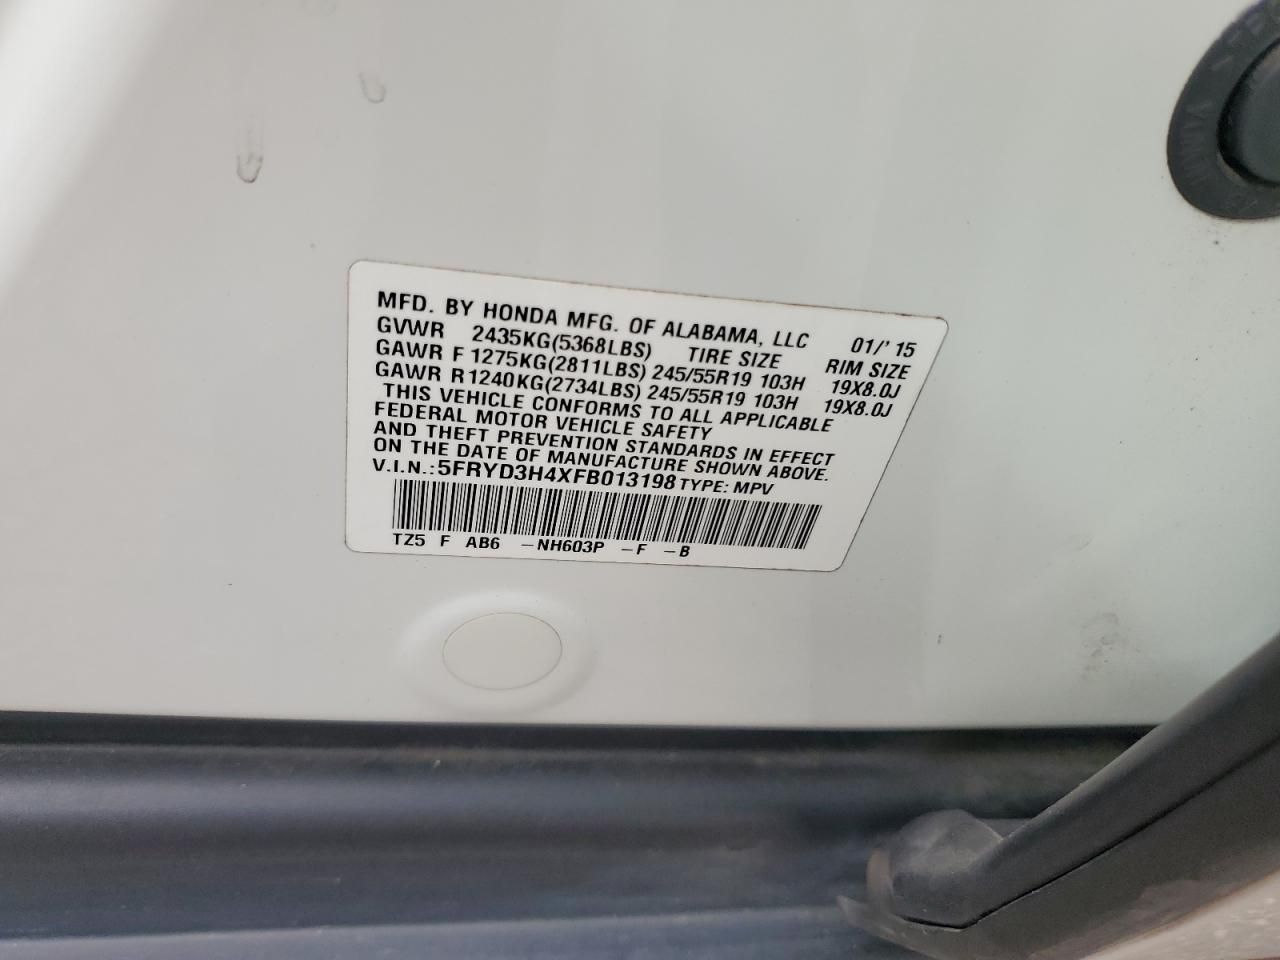 MFD. BY HONDA MFG. OF ALABAMA, LLC 01/'15
GVWR 2435KG(5368LBS) TIRE SIZE RIM SIZE
GAWR F 1275KG(2811LBS) 245/55R19 103H 19X8.0J
GAWR R 1240KG(2734LBS) 245/55R19 103H 19X8.0J
THIS VEHICLE CONFORMS TO ALL APPLICABLE
FEDERAL MOTOR VEHICLE SAFETY
AND THEFT PREVENTION STANDARDS IN EFFECT
ON THE DATE OF MANUFACTURE SHOWN ABOVE.
V.I.N.:5FRYD3H4XFB013198 TYPE: MPV
TZ5 F AB6 -NH603P -F -B